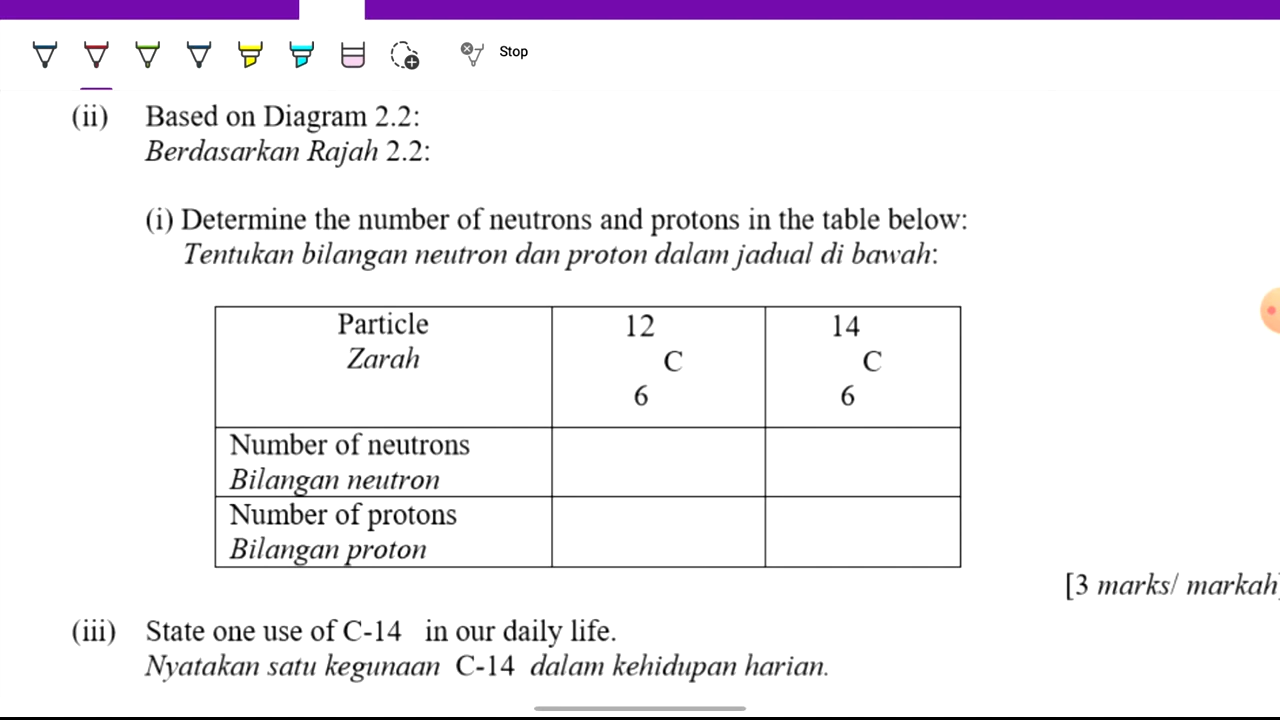 Stop
(ii) Based on Diagram 2.2:
Berdasarkan Rajah 2.2:
(i) Determine the number of neutrons and protons in the table below:
Tentukan bilangan neutron dan proton dalam jadual di bawah:
Particle 12 14
Zarah C C
6 6
Number of neutrons
Bilangan neutron
Number of protons
Bilangan proton
[3 marks/ markah]
(iii) State one use of C-14 in our daily life.
Nyatakan satu kegunaan C-14 dalam kehidupan harian.